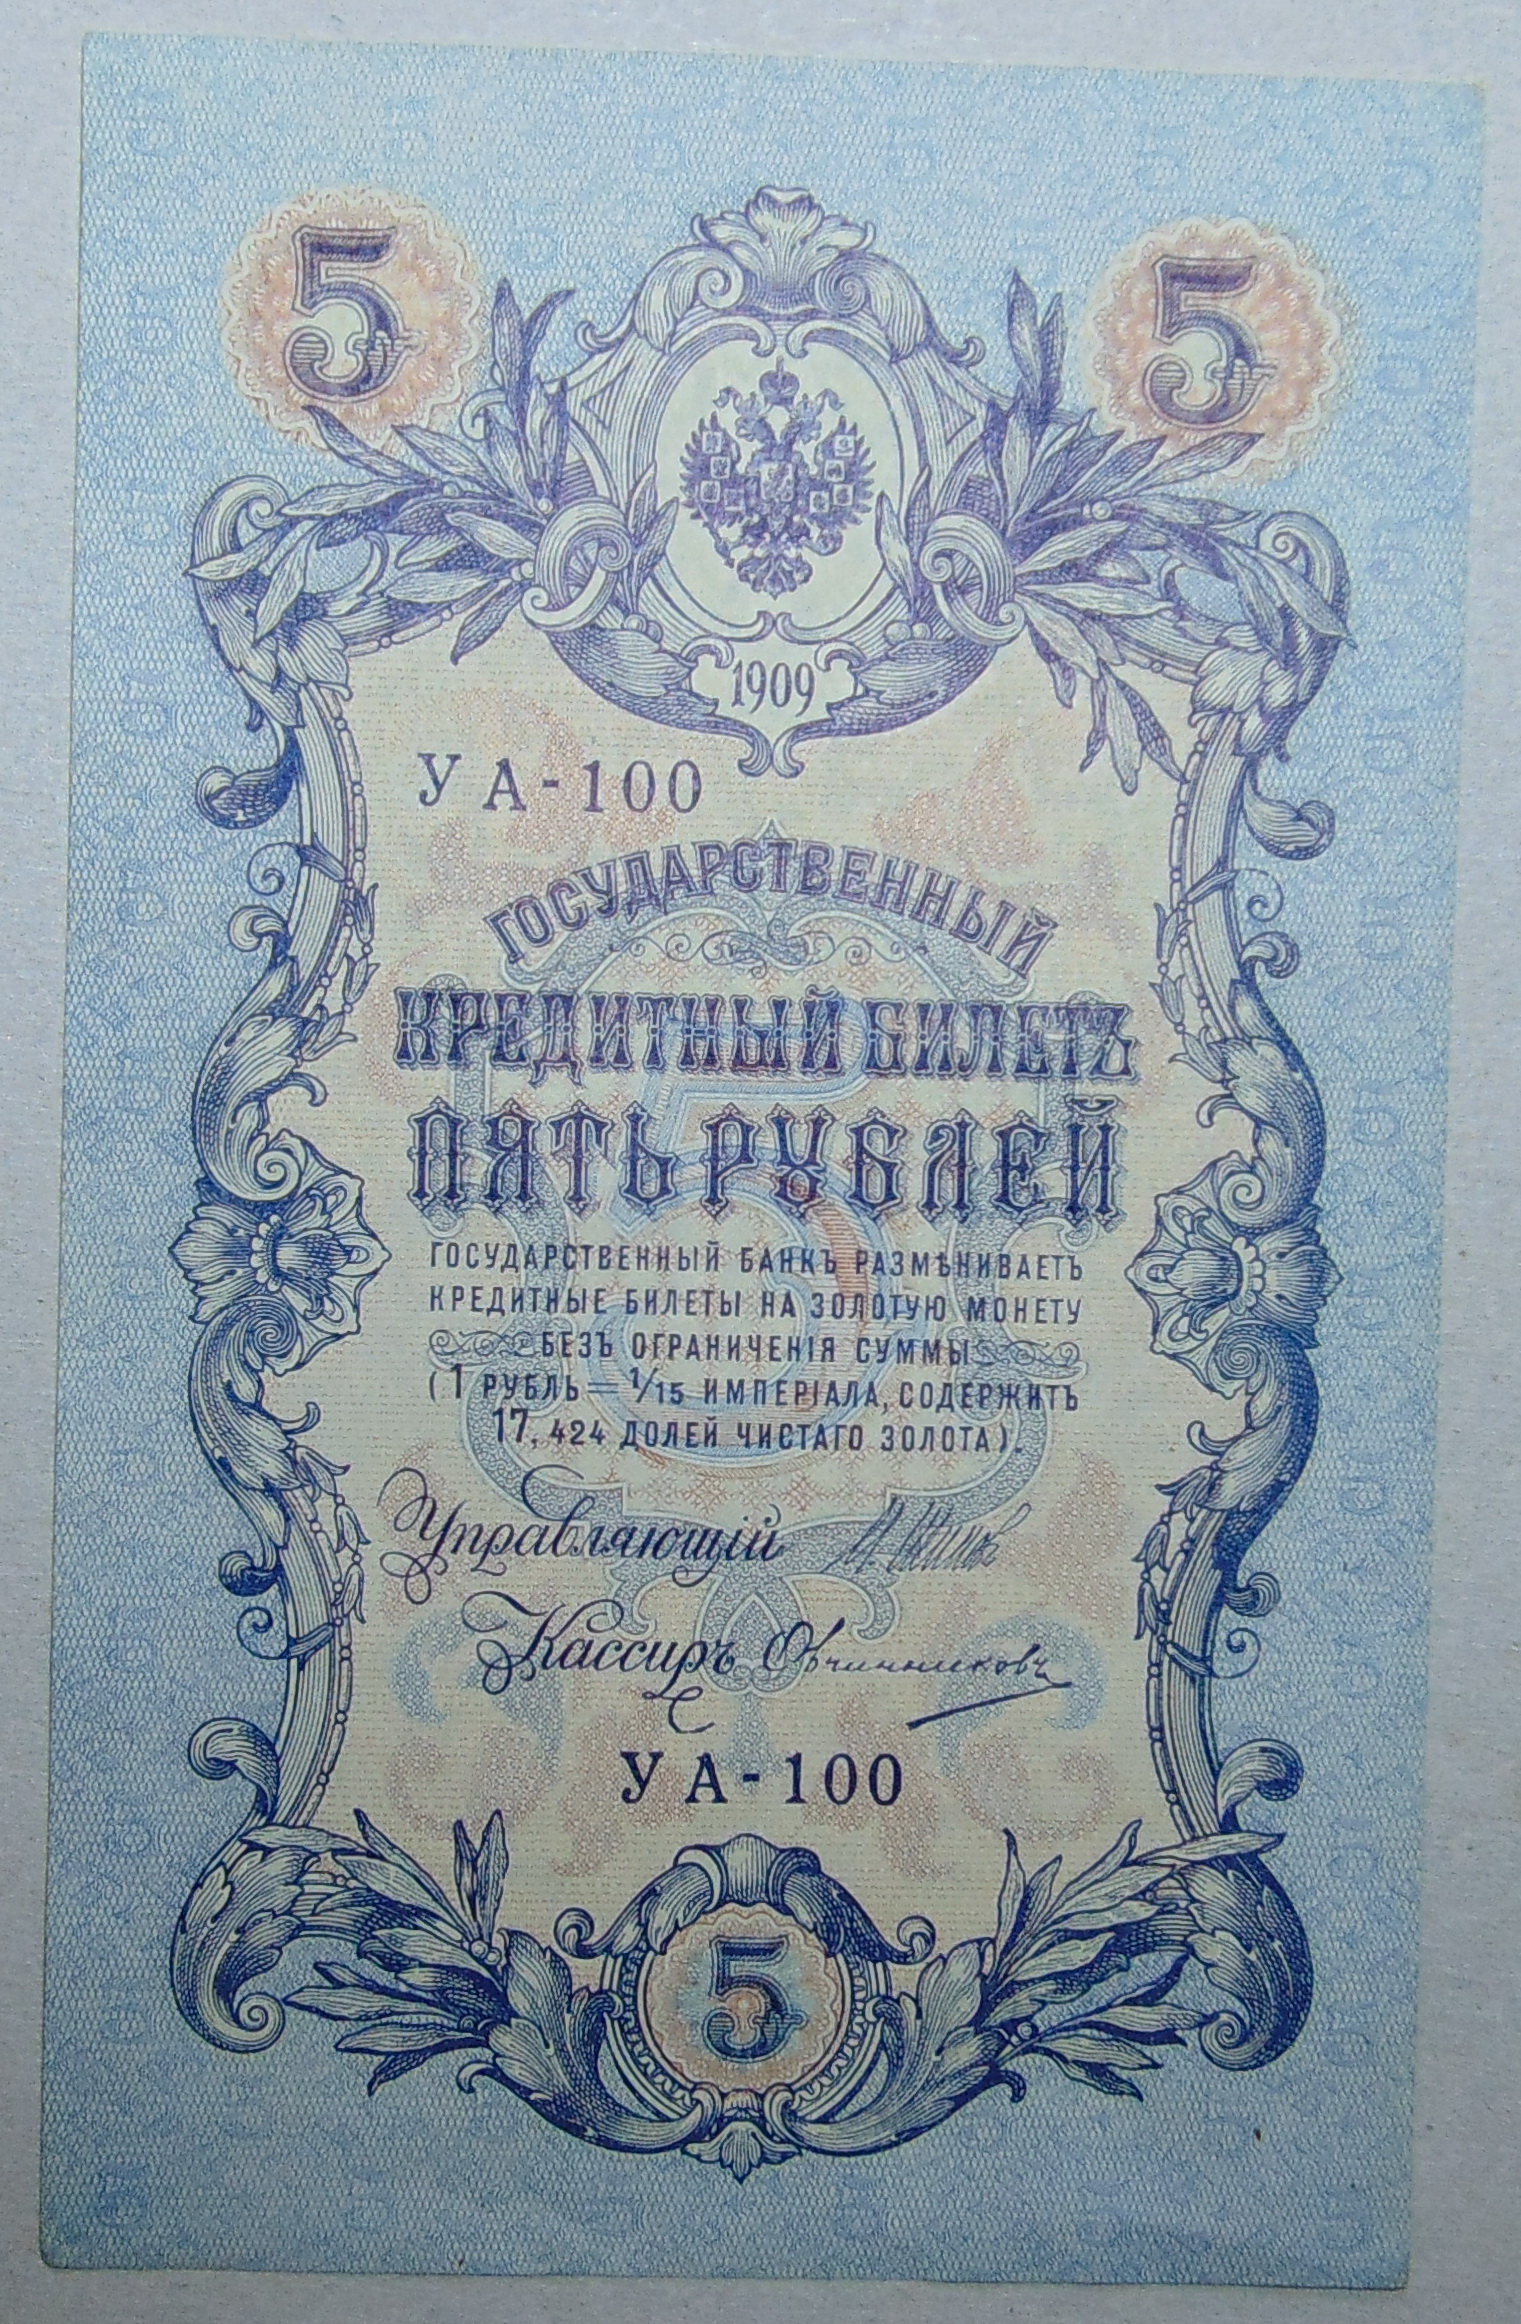 5 5
1909
УА-100
ГОСУДАРСТВЕННЫЙ
КРЕДИТНЫЙ БИЛЕТЪ
ПЯТЬ РУБЛЕЙ
ГОСУДАРСТВЕННЫЙ БАНКЪ РАЗМѢНИВАЕТЪ
КРЕДИТНЫЕ БИЛЕТЫ НА ЗОЛОТУЮ МОНЕТУ
БЕЗЪ ОГРАНИЧЕНІЯ СУММЫ
(1 РУБЛЬ = 1/15 ИМПЕРІАЛА, СОДЕРЖИТЪ
17,424 ДОЛЕЙ ЧИСТАГО ЗОЛОТА).
Управляющій И. Шипов
Кассиръ Овчинниковъ
УА-100
5